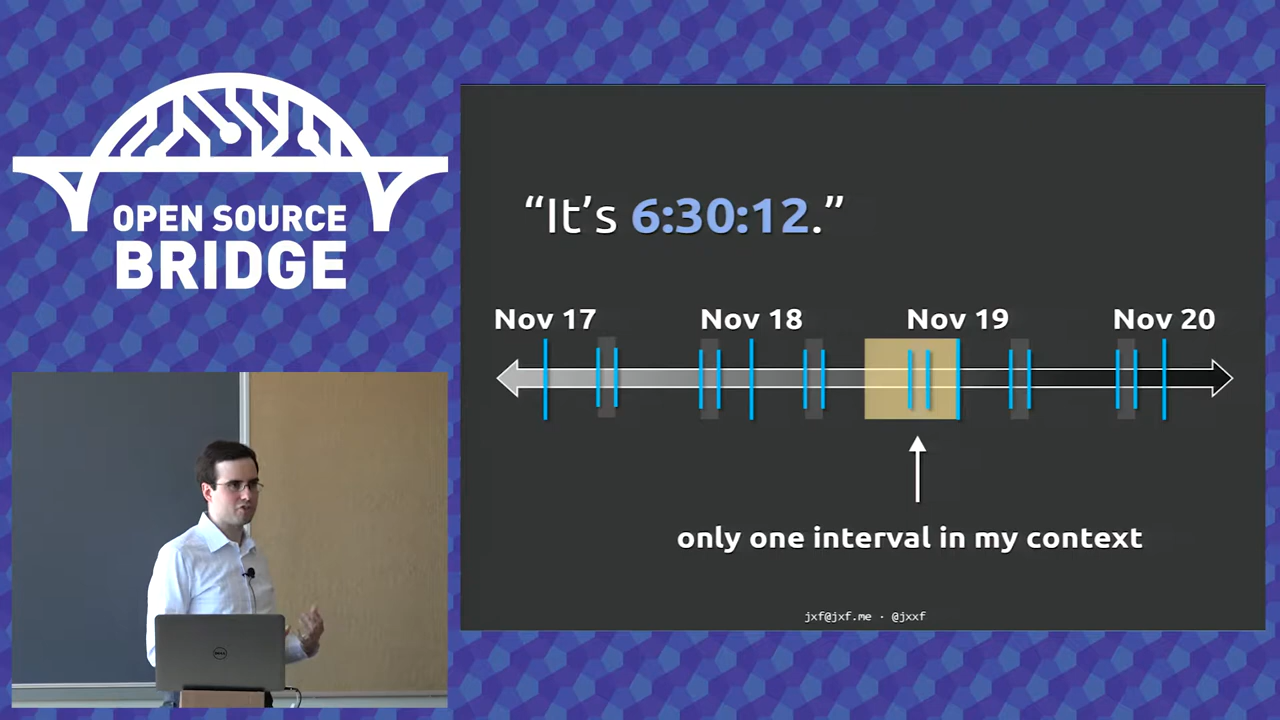 OPEN SOURCE
BRIDGE
“It’s 6:30:12.”
Nov 17 Nov 18 Nov 19 Nov 20
only one interval in my context
jxf@jxf.me · @jxxf
DELL